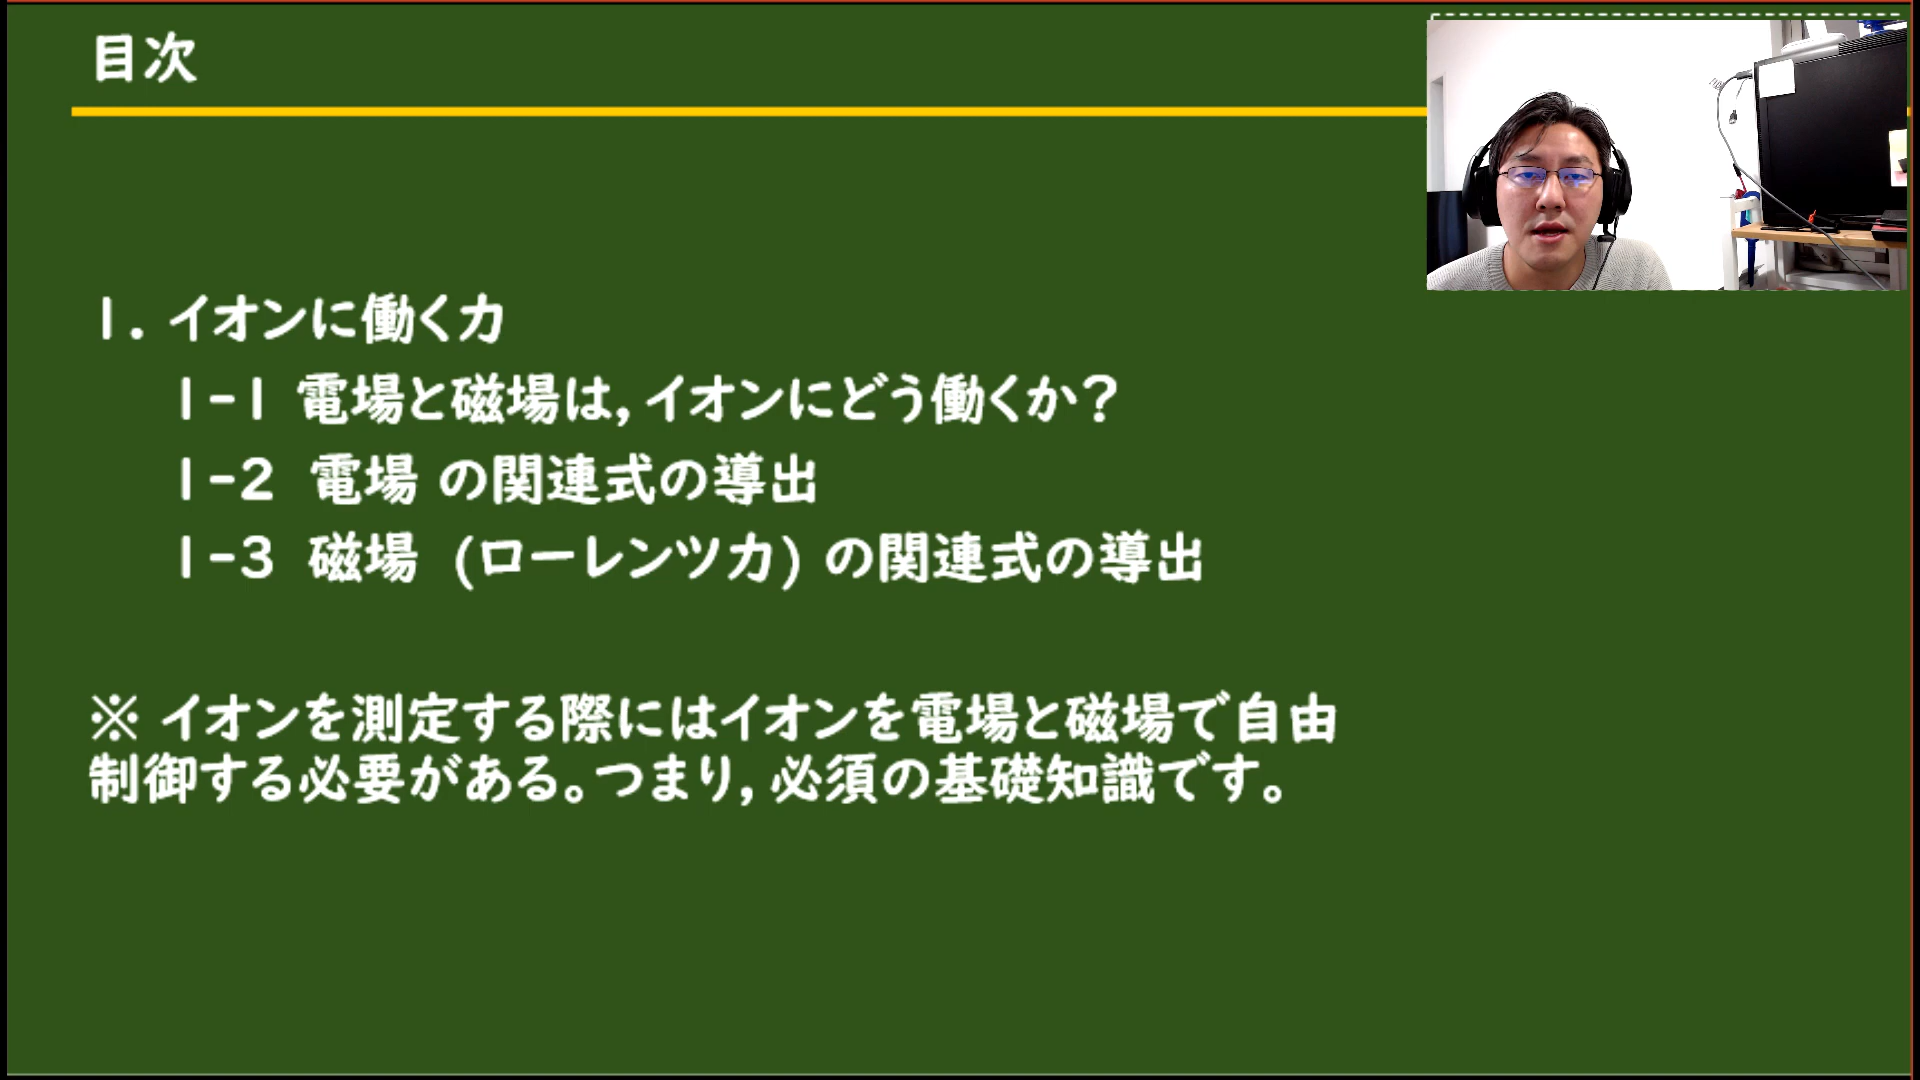 目次
1. イオンに働く力
1-1 電場と磁場は, イオンにどう働くか?
1-2 電場 の関連式の導出
1-3 磁場 (ローレンツ力) の関連式の導出
※ イオンを測定する際にはイオンを電場と磁場で自由
制御する必要がある。つまり, 必須の基礎知識です。